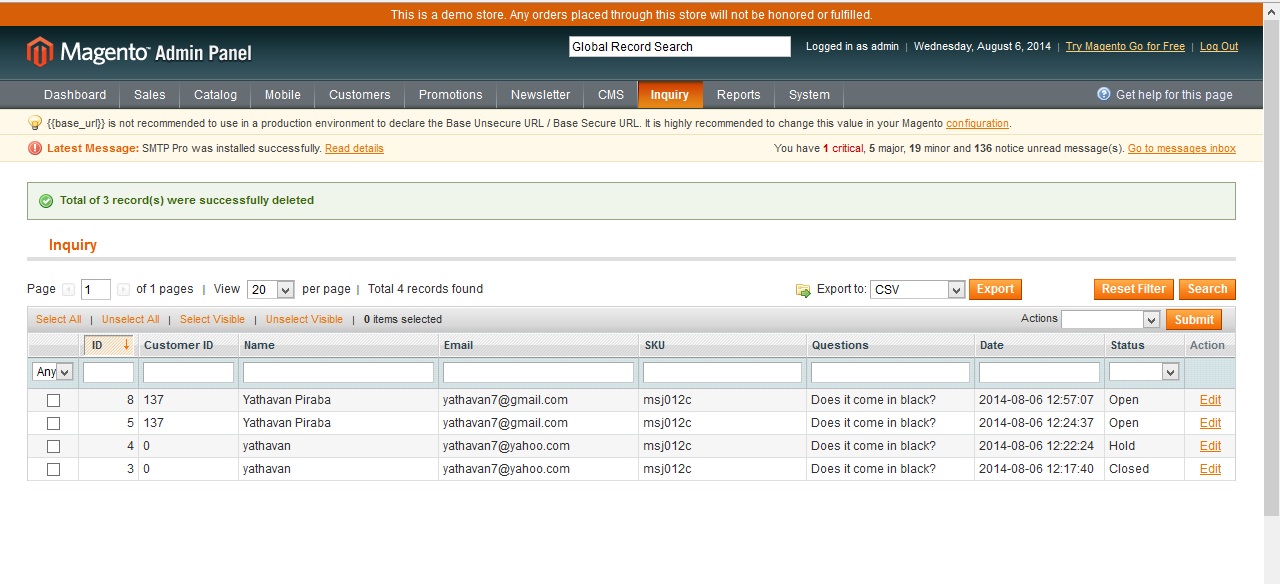 This is a demo store. Any orders placed through this store will not be honored or fulfilled.
Magento Admin Panel
Global Record Search
Logged in as admin | Wednesday, August 6, 2014 | Try Magento Go for Free | Log Out
Dashboard Sales Catalog Mobile Customers Promotions Newsletter CMS Inquiry Reports System Get help for this page
{{base_url}} is not recommended to use in a production environment to declare the Base Unsecure URL / Base Secure URL. It is highly recommended to change this value in your Magento configuration.
Latest Message: SMTP Pro was installed successfully. Read details You have 1 critical, 5 major, 19 minor and 136 notice unread message(s). Go to messages inbox
Total of 3 record(s) were successfully deleted
Inquiry
Page 1 of 1 pages | View 20 per page | Total 4 records found Export to: CSV Export Reset Filter Search
Select All | Unselect All | Select Visible | Unselect Visible | 0 items selected Actions Submit
ID Customer ID Name Email SKU Questions Date Status Action
Any
8 137 Yathavan Piraba yathavan7@gmail.com msj012c Does it come in black? 2014-08-06 12:57:07 Open Edit
5 137 Yathavan Piraba yathavan7@gmail.com msj012c Does it come in black? 2014-08-06 12:24:37 Open Edit
4 0 yathavan yathavan7@yahoo.com msj012c Does it come in black? 2014-08-06 12:22:24 Hold Edit
3 0 yathavan yathavan7@yahoo.com msj012c Does it come in black? 2014-08-06 12:17:40 Closed Edit